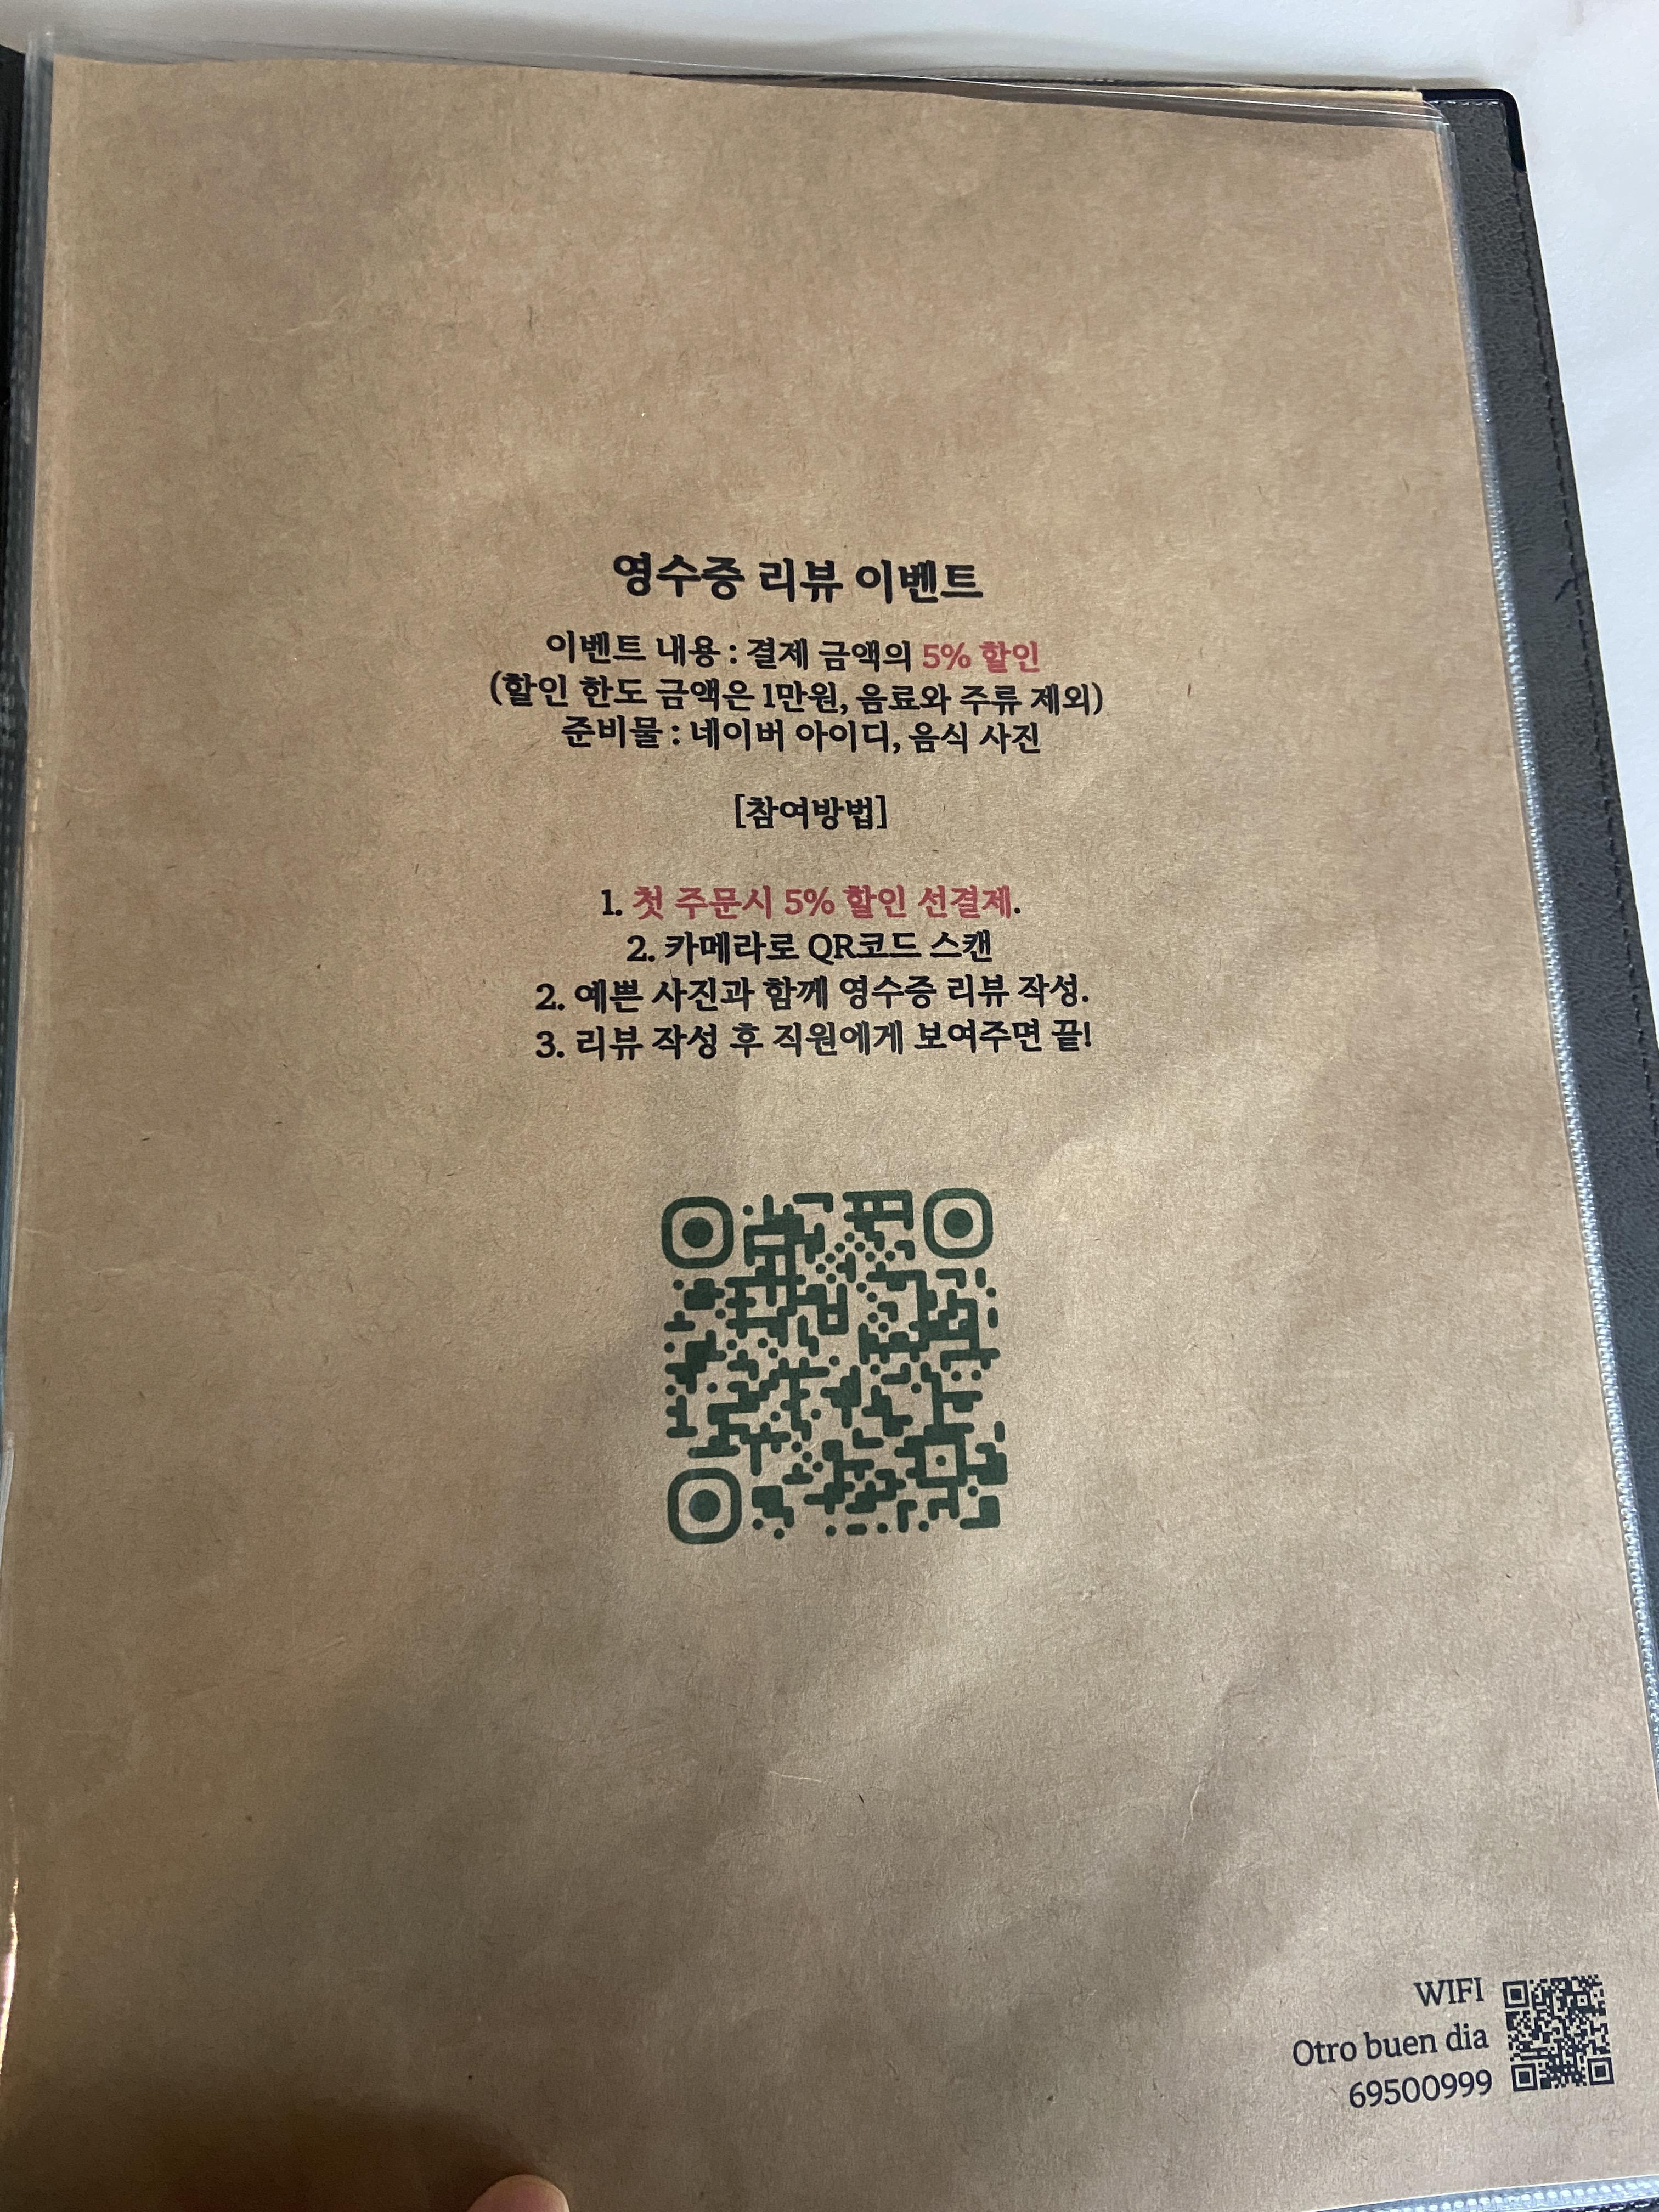 영수증 리뷰 이벤트
이벤트 내용 : 결제 금액의 5% 할인
(할인 한도 금액은 1만원, 음료와 주류 제외)
준비물 : 네이버 아이디, 음식 사진
[참여방법]
1. 첫 주문시 5% 할인 선결제.
2. 카메라로 QR코드 스캔
2. 예쁜 사진과 함께 영수증 리뷰 작성.
3. 리뷰 작성 후 직원에게 보여주면 끝!
WIFI
Otro buen dia
69500999